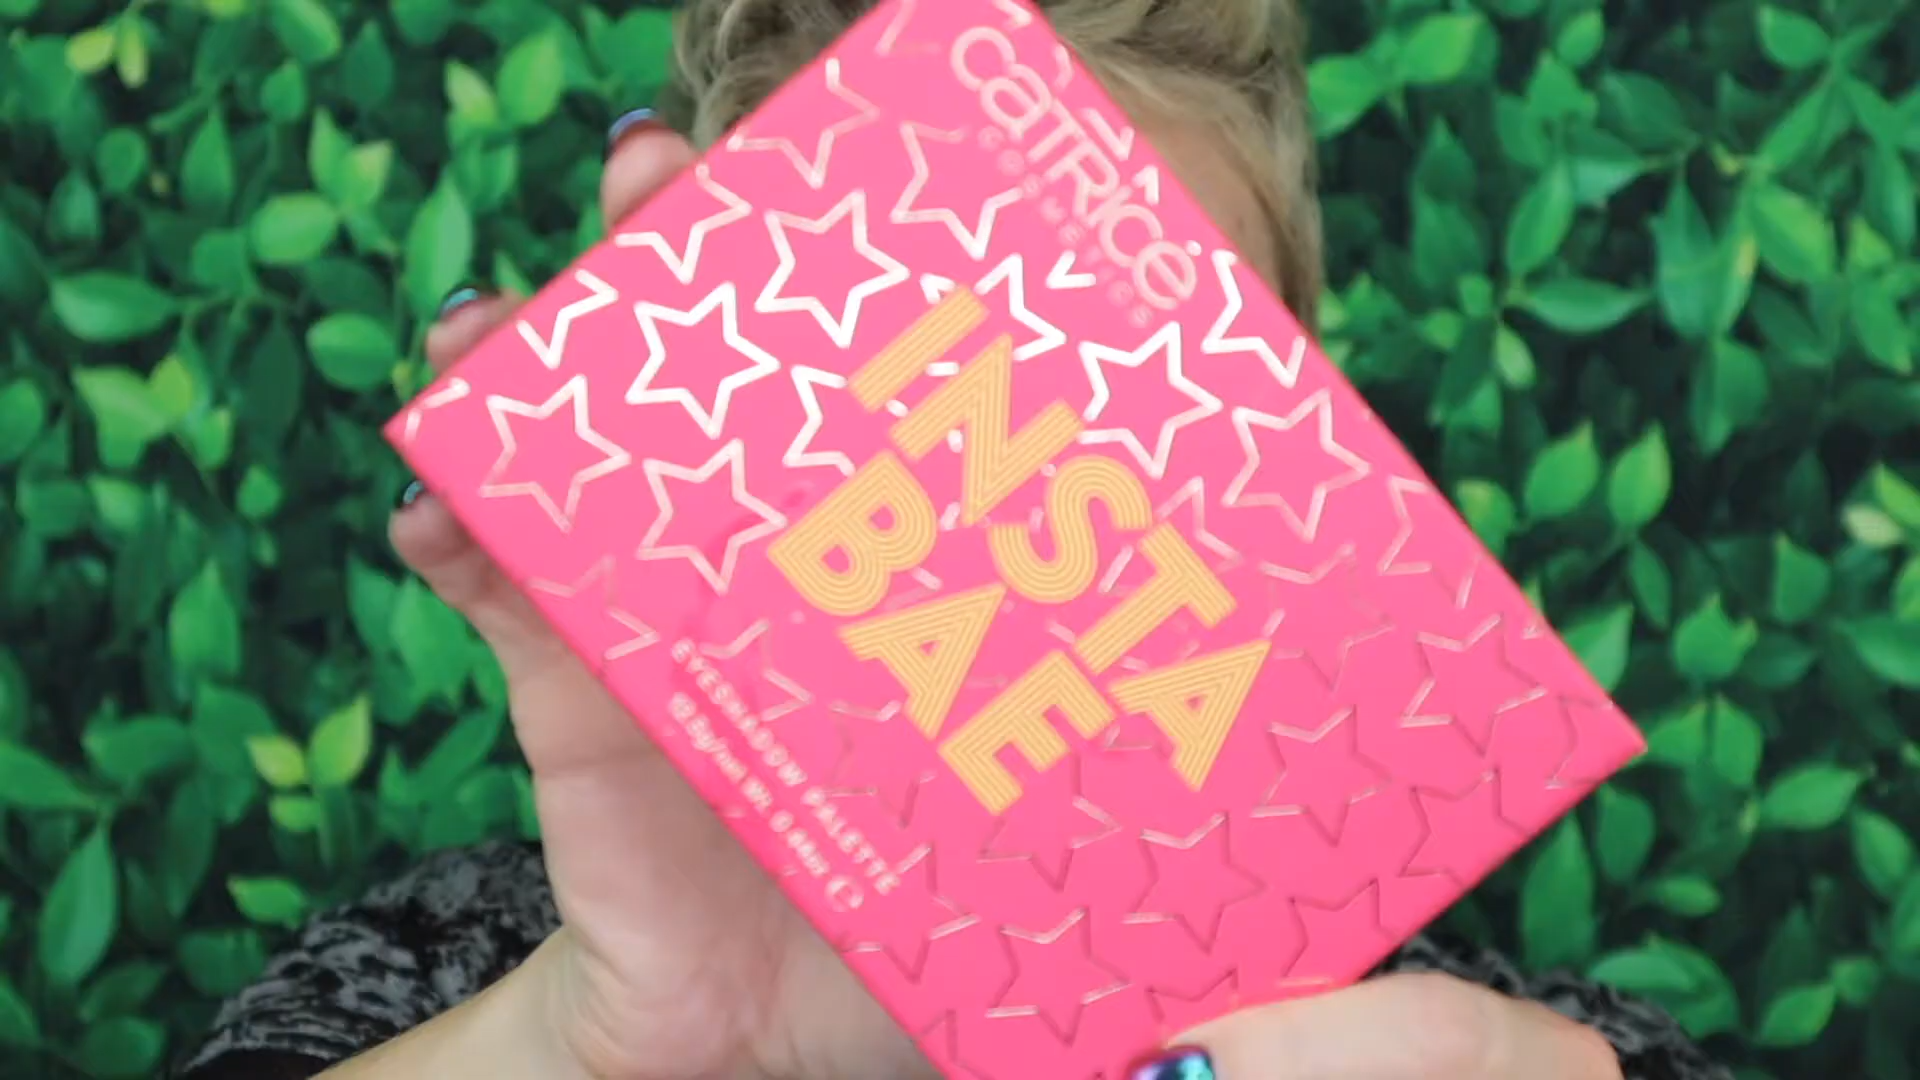 CATRICE
COSMETICS
INSTA
BAE
EYESHADOW PALETTE